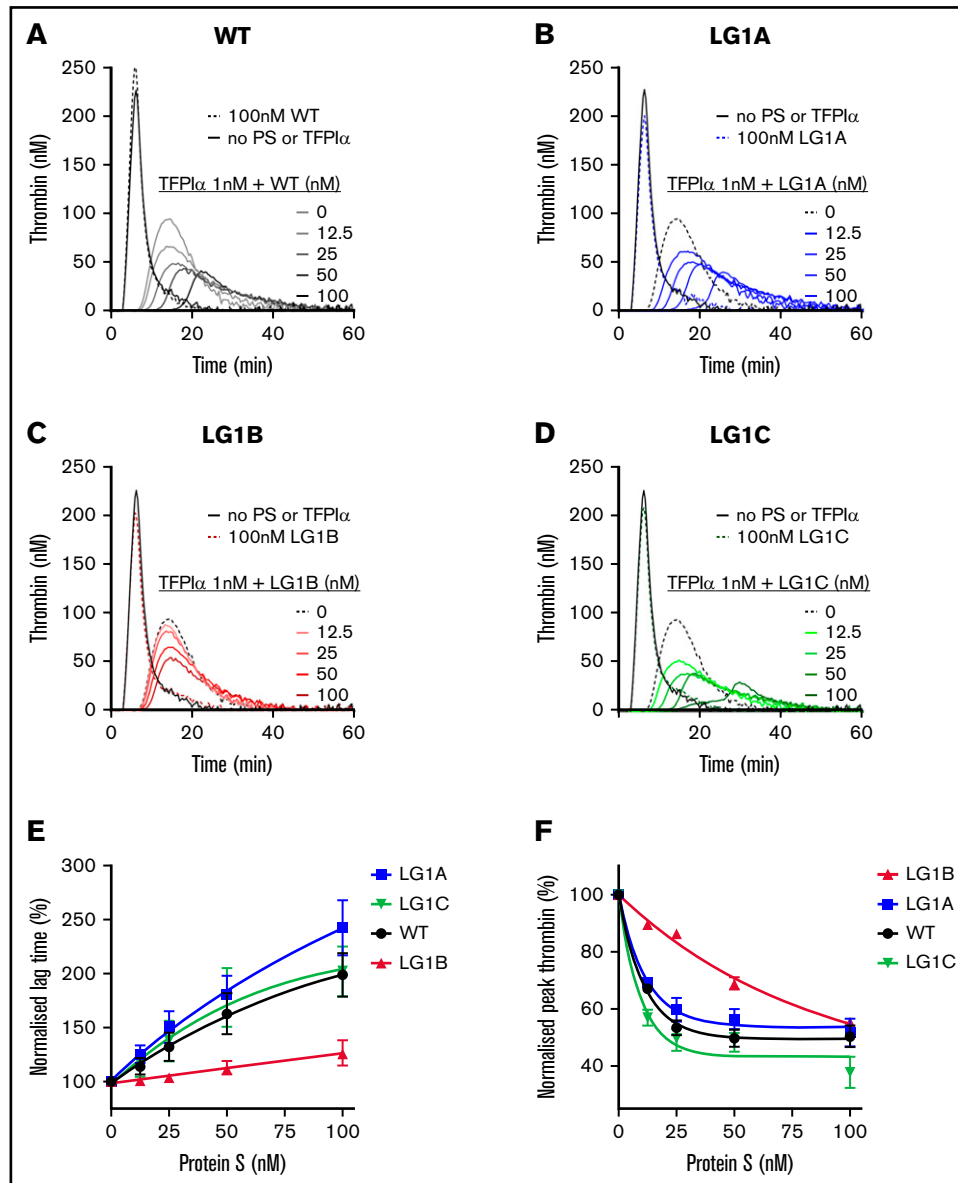 A
WT
250
200
150
100
50
0
Thrombin (nM)
0 20 40 60
Time (min)
100nM WT
no PS or TFPIα
TFPIα 1nM + WT (nM)
0
12.5
25
50
100
B
LG1A
250
200
150
100
50
0
Thrombin (nM)
0 20 40 60
Time (min)
no PS or TFPIα
100nM LG1A
TFPIα 1nM + LG1A (nM)
0
12.5
25
50
100
C
LG1B
250
200
150
100
50
0
Thrombin (nM)
0 20 40 60
Time (min)
no PS or TFPIα
100nM LG1B
TFPIα 1nM + LG1B (nM)
0
12.5
25
50
100
D
LG1C
250
200
150
100
50
0
Thrombin (nM)
0 20 40 60
Time (min)
no PS or TFPIα
100nM LG1C
TFPIα 1nM + LG1C (nM)
0
12.5
25
50
100
E
300
250
200
150
100
Normalised lag time (%)
0 25 50 75 100
Protein S (nM)
LG1A
LG1C
WT
LG1B
F
100
80
60
40
Normalised peak thrombin (%)
0 25 50 75 100
Protein S (nM)
LG1B
LG1A
WT
LG1C